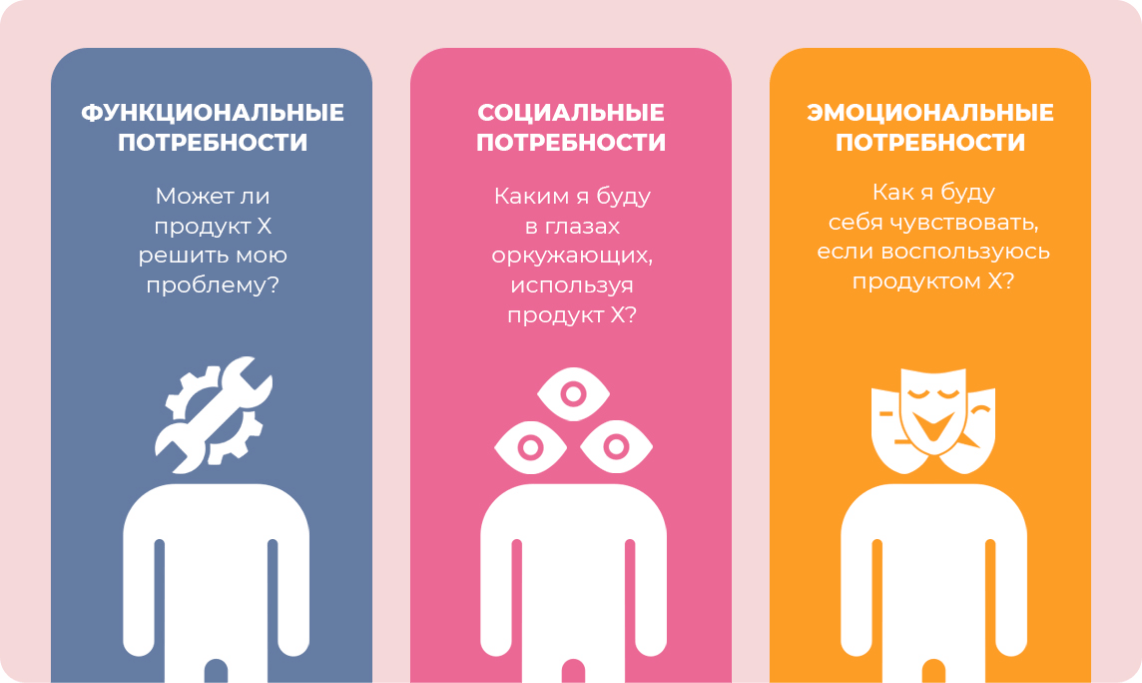 ФУНКЦИОНАЛЬНЫЕ
ПОТРЕБНОСТИ
Может ли
продукт X
решить мою
проблему?
СОЦИАЛЬНЫЕ
ПОТРЕБНОСТИ
Каким я буду
в глазах
оркужающих,
используя
продукт X?
ЭМОЦИОНАЛЬНЫЕ
ПОТРЕБНОСТИ
Как я буду
себя чувствовать,
если воспользуюсь
продуктом X?